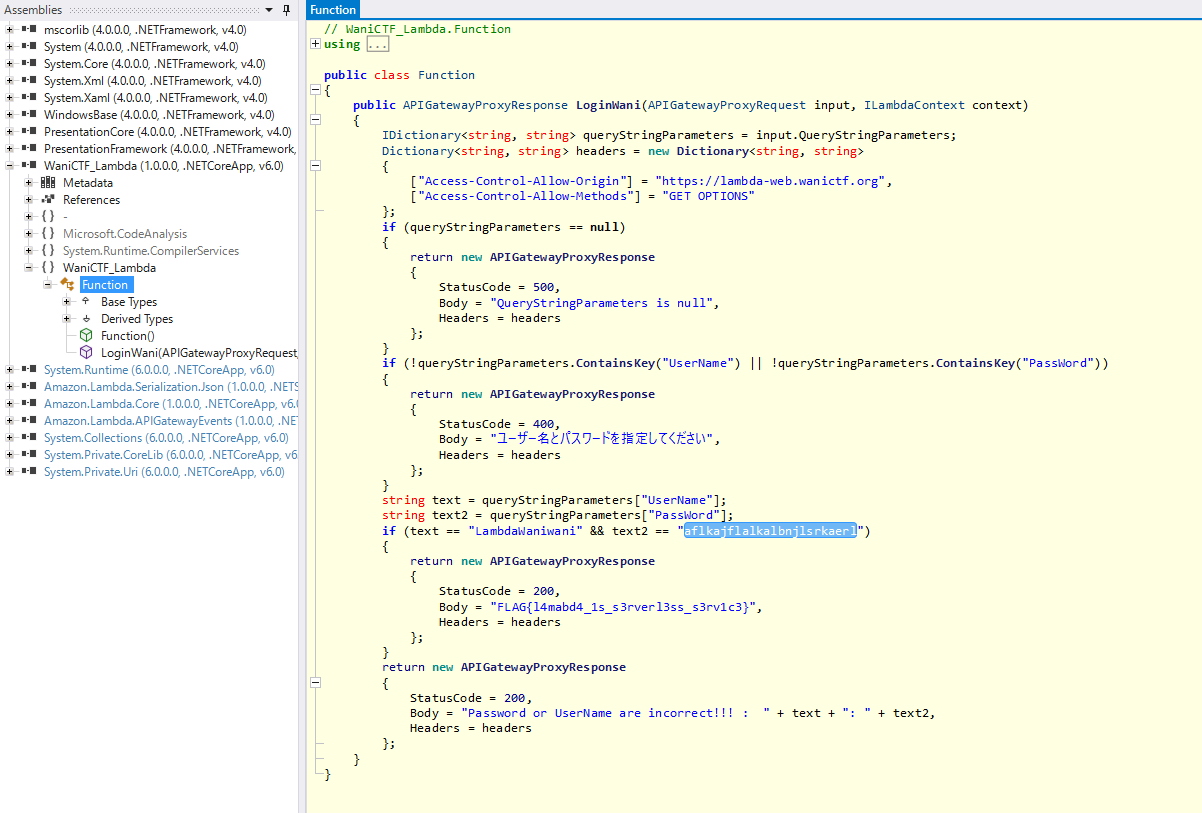 Assemblies
mscorlib (4.0.0.0, .NETFramework, v4.0)
System (4.0.0.0, .NETFramework, v4.0)
System.Core (4.0.0.0, .NETFramework, v4.0)
System.Xml (4.0.0.0, .NETFramework, v4.0)
System.Xaml (4.0.0.0, .NETFramework, v4.0)
WindowsBase (4.0.0.0, .NETFramework, v4.0)
PresentationCore (4.0.0.0, .NETFramework, v4.0)
PresentationFramework (4.0.0.0, .NETFramework,
WaniCTF_Lambda (1.0.0.0, .NETCoreApp, v6.0)
Metadata
References
{ } -
{ } Microsoft.CodeAnalysis
{ } System.Runtime.CompilerServices
{ } WaniCTF_Lambda
Function
Base Types
Derived Types
Function()
LoginWani(APIGatewayProxyRequest,
System.Runtime (6.0.0.0, .NETCoreApp, v6.0)
Amazon.Lambda.Serialization.Json (1.0.0.0, .NETS
Amazon.Lambda.Core (1.0.0.0, .NETCoreApp, v6.0
Amazon.Lambda.APIGatewayEvents (1.0.0.0, .NET
System.Collections (6.0.0.0, .NETCoreApp, v6.0)
System.Private.CoreLib (6.0.0.0, .NETCoreApp, v6
System.Private.Uri (6.0.0.0, .NETCoreApp, v6.0)
Function
// WaniCTF_Lambda.Function
using ...
public class Function
{
public APIGatewayProxyResponse LoginWani(APIGatewayProxyRequest input, ILambdaContext context)
{
IDictionary<string, string> queryStringParameters = input.QueryStringParameters;
Dictionary<string, string> headers = new Dictionary<string, string>
{
["Access-Control-Allow-Origin"] = "https://lambda-web.wanictf.org",
["Access-Control-Allow-Methods"] = "GET OPTIONS"
};
if (queryStringParameters == null)
{
return new APIGatewayProxyResponse
{
StatusCode = 500,
Body = "QueryStringParameters is null",
Headers = headers
};
}
if (!queryStringParameters.ContainsKey("UserName") || !queryStringParameters.ContainsKey("PassWord"))
{
return new APIGatewayProxyResponse
{
StatusCode = 400,
Body = "ユーザー名とパスワードを指定してください",
Headers = headers
};
}
string text = queryStringParameters["UserName"];
string text2 = queryStringParameters["PassWord"];
if (text == "LambdaWaniwani" && text2 == "aflkajflalkalbnjlsrkaerl")
{
return new APIGatewayProxyResponse
{
StatusCode = 200,
Body = "FLAG{l4mabd4_1s_s3rverl3ss_s3rv1c3}",
Headers = headers
};
}
return new APIGatewayProxyResponse
{
StatusCode = 200,
Body = "Password or UserName are incorrect!!! :  " + text + ": " + text2,
Headers = headers
};
}
}